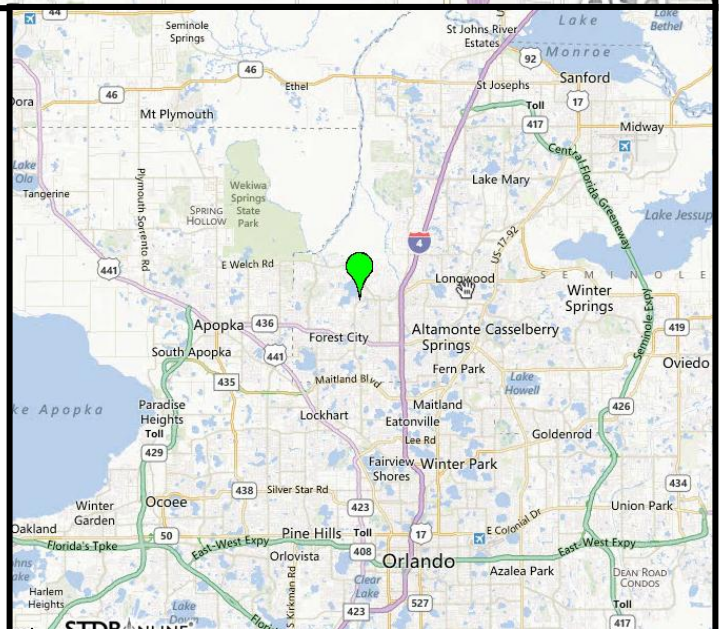 44
Seminole
Springs
St Johns River
Estates
Lake
Monroe
Lake
Bethel
92
46
46
Ethel
St Josephs
Sanford
Toll
17
Mt Plymouth
417
Midway
Central Florida Greeneway
Lake
Ola
Tangerine
Plymouth Sorrento Rd
Wekiwa
Springs
State
Park
SPRING
HOLLOW
Lake Mary
Lake Jessup
US-17-92
4
441
E Welch Rd
Longwood
SEMINOLE
Winter
Springs
Seminole Expy
Apopka
436
Forest City
Altamonte
Springs
Casselberry
419
South Apopka
441
Oviedo
Fern Park
435
Maitland Blvd
Lake
Howell
Paradise
Heights
Lockhart
Maitland
426
Eatonville
Toll
Lee Rd
Goldenrod
429
Fairview
Shores
Winter Park
434
438
Silver Star Rd
Ocoee
423
Union Park
Winter
Garden
Oakland
50
Pine Hills
Toll
17
E Colonial Dr
Florida's Tpke
East-West Expy
408
East-West Expy
Orlovista
Orlando
Azalea Park
DEAN ROAD
CONDOS
Clear
Lake
Harlem
Heights
S Kirkman Rd
527
Toll
423
417
Lake
STDBONLINE